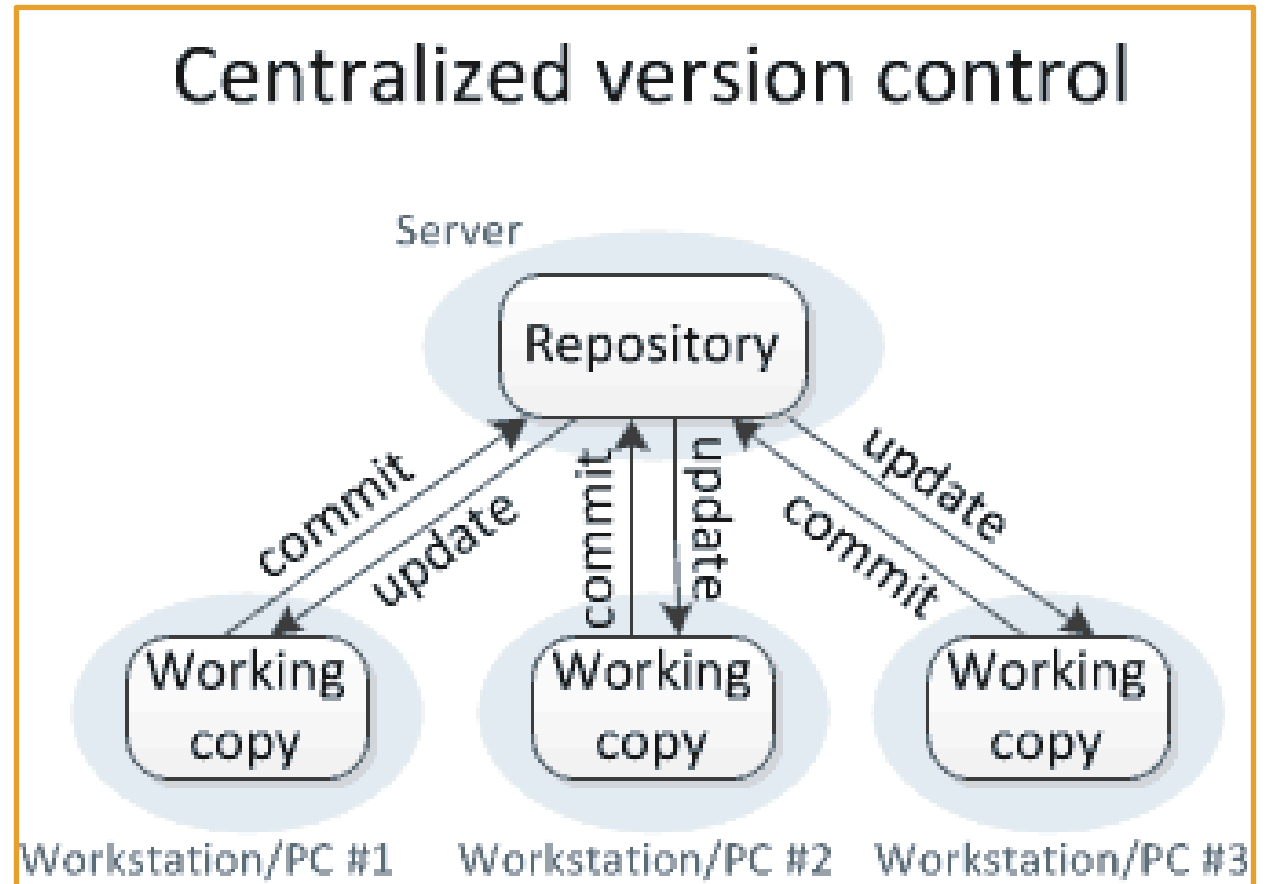 Centralized version control
Server
Repository
commit
update
commit
update
commit
update
Working
copy
Working
copy
Working
copy
Workstation/PC #1
Workstation/PC #2
Workstation/PC #3